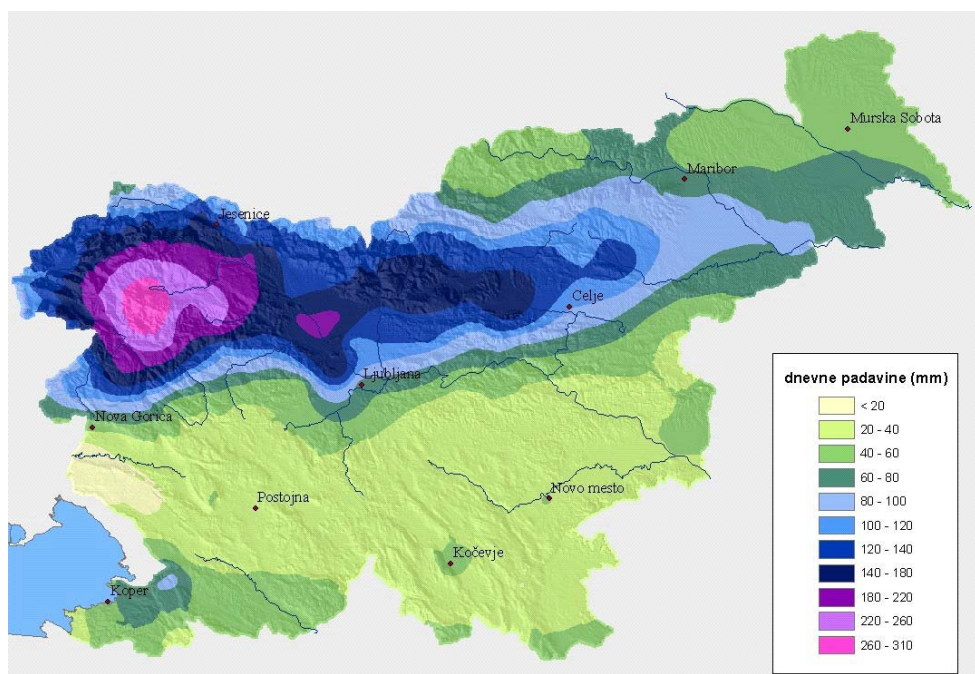 Murska Sobota
Maribor
Jesenice
Celje
Ljubljana
Nova Gorica
Novo mesto
Postojna
Kočevje
Koper
dnevne padavine (mm)
< 20
20 - 40
40 - 60
60 - 80
80 - 100
100 - 120
120 - 140
140 - 180
180 - 220
220 - 260
260 - 310